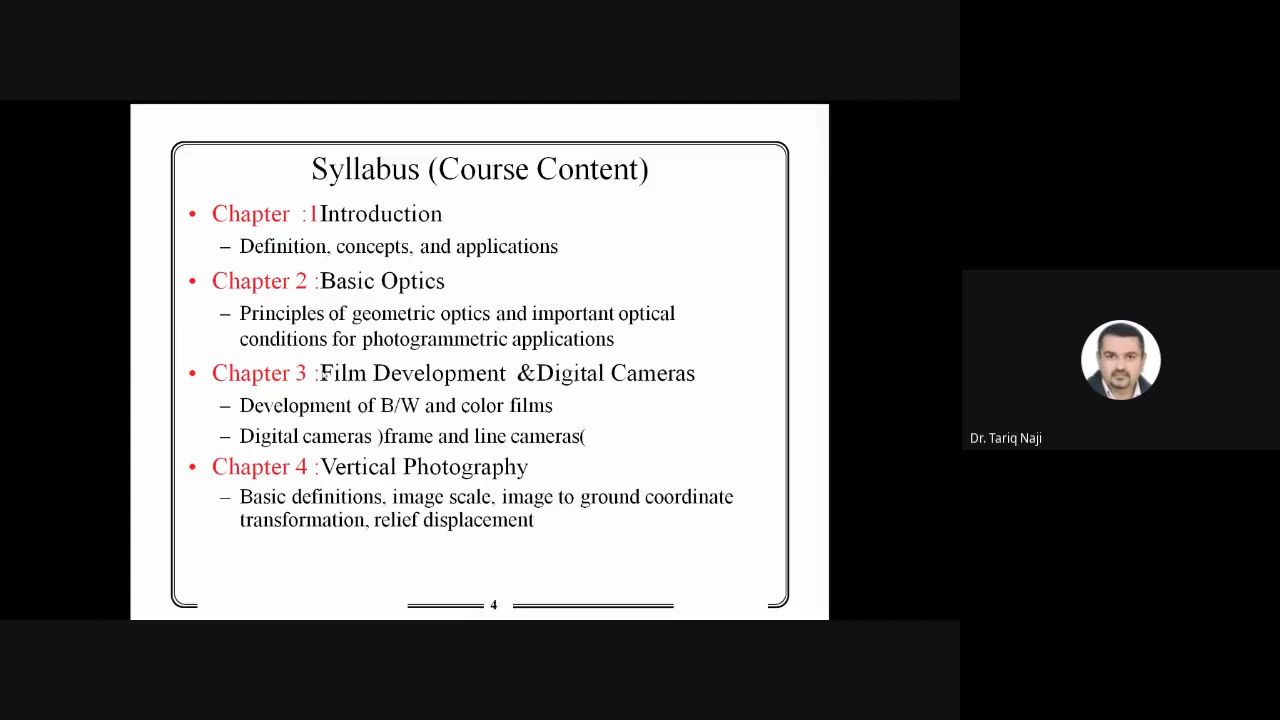 Syllabus (Course Content)
• Chapter :1Introduction
– Definition, concepts, and applications
• Chapter 2 :Basic Optics
– Principles of geometric optics and important optical
conditions for photogrammetric applications
• Chapter 3 :Film Development &Digital Cameras
– Development of B/W and color films
– Digital cameras )frame and line cameras(
• Chapter 4 :Vertical Photography
– Basic definitions, image scale, image to ground coordinate
transformation, relief displacement
4
Dr. Tariq Naji